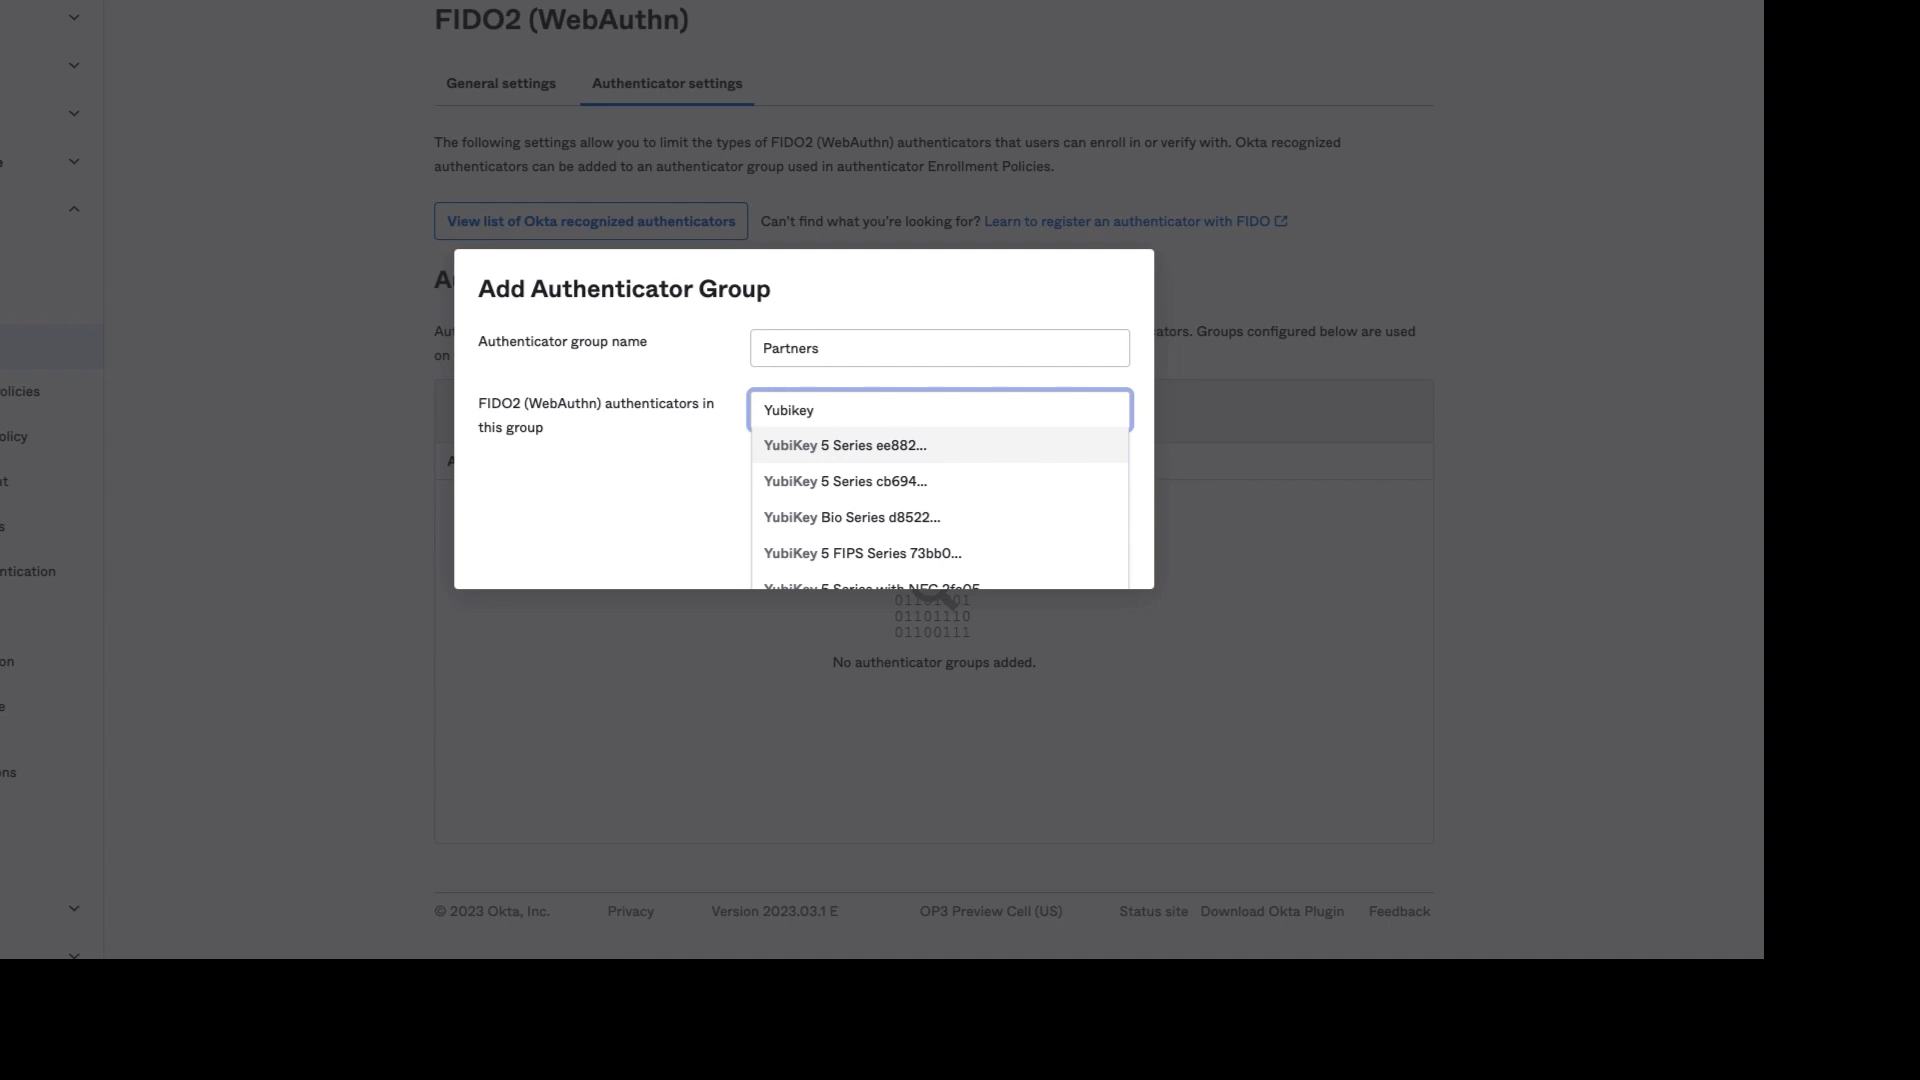 FIDO2 (WebAuthn)
General settings
Authenticator settings
The following settings allow you to limit the types of FIDO2 (WebAuthn) authenticators that users can enroll in or verify with. Okta recognized
authenticators can be added to an authenticator group used in authenticator Enrollment Policies.
View list of Okta recognized authenticators
Can't find what you're looking for? Learn to register an authenticator with FIDO
Add Authenticator Group
Authenticator group name
Partners
FIDO2 (WebAuthn) authenticators in
this group
Yubikey
YubiKey 5 Series ee882...
YubiKey 5 Series cb694...
YubiKey Bio Series d8522...
YubiKey 5 FIPS Series 73bb0...
YubiKey 5 Series with NFC
Groups configured below are used
on
olicies
olicy
nt
s
ntication
on
e
ons
01101110
01100111
No authenticator groups added.
© 2023 Okta, Inc.
Privacy
Version 2023.03.1 E
OP3 Preview Cell (US)
Status site
Download Okta Plugin
Feedback